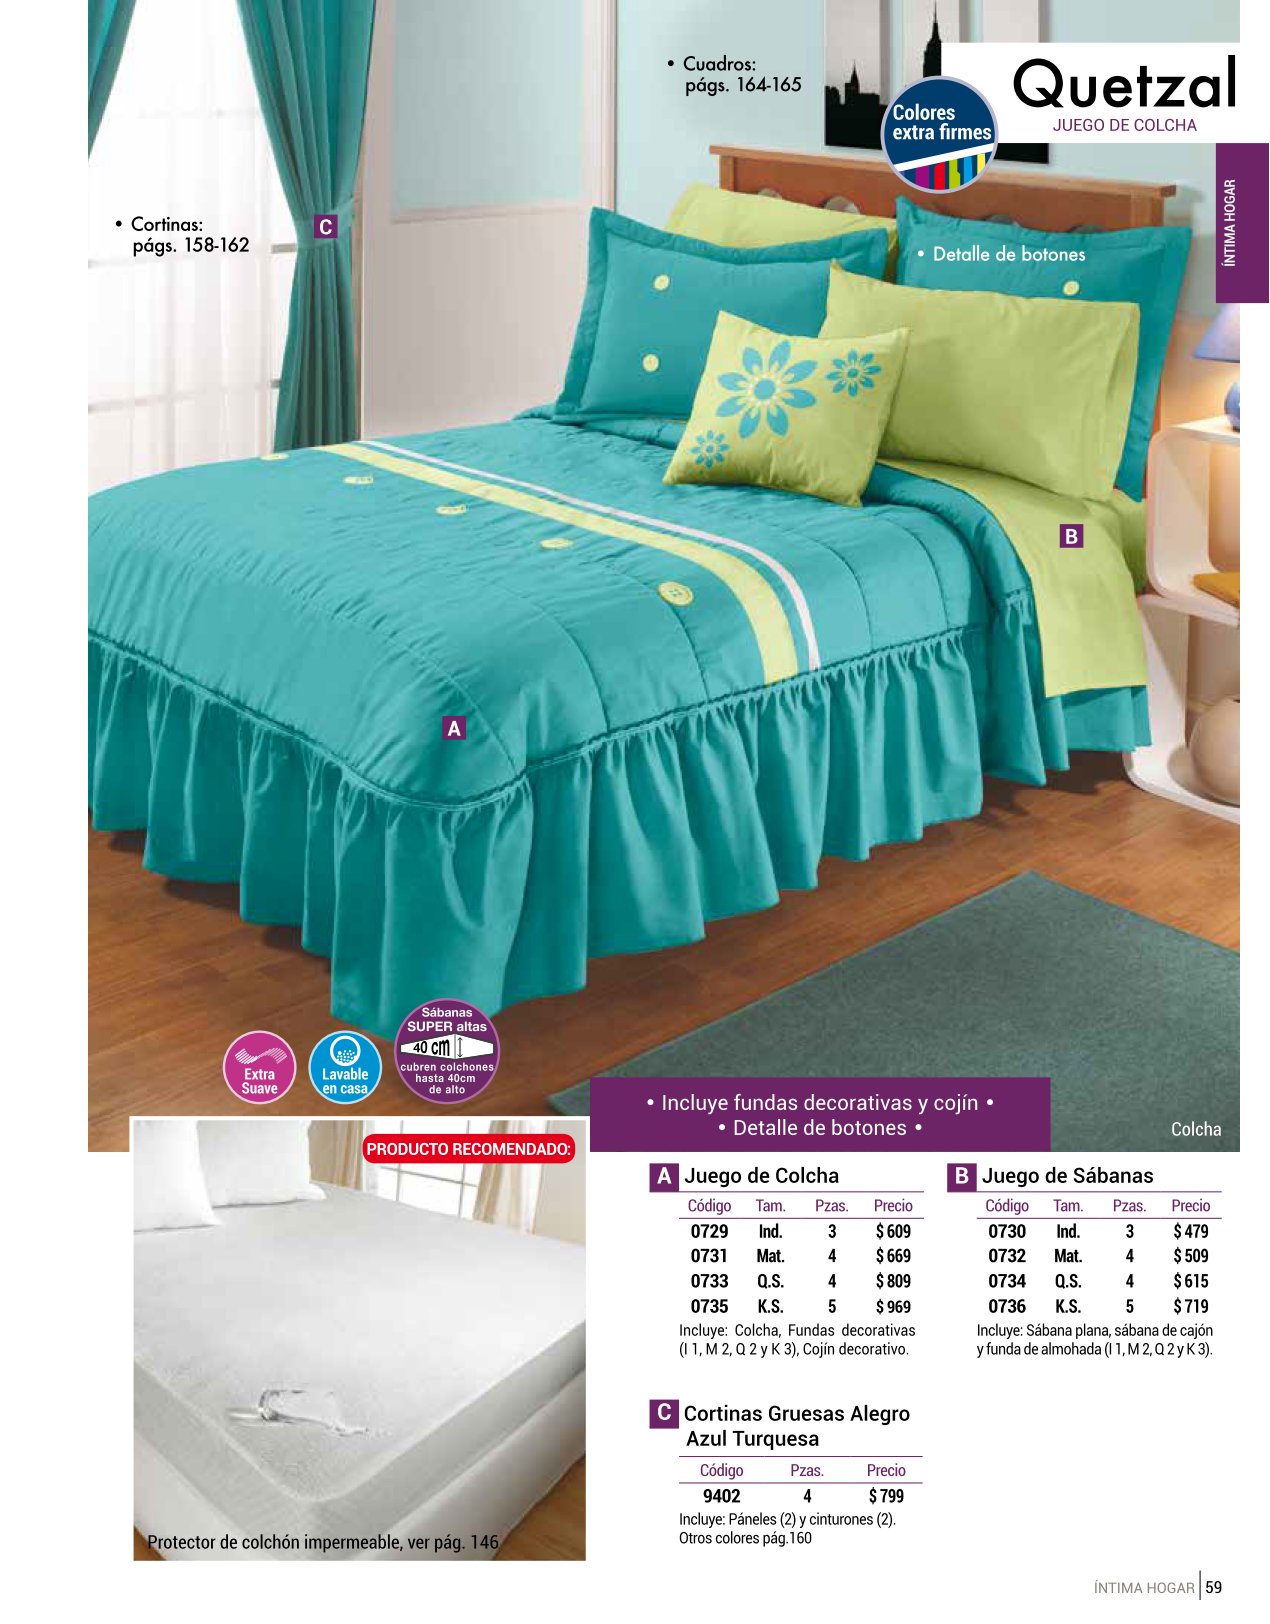 • Cuadros:
págs. 164-165
Quetzal
JUEGO DE COLCHA
Colores
extra firmes
ÍNTIMA HOGAR
• Cortinas:
págs. 158-162
C
• Detalle de botones
B
A
Sábanas
SUPER altas
40 cm
cubren colchones
hasta 40cm
de alto
Extra
Suave
Lavable
en casa
• Incluye fundas decorativas y cojín •
• Detalle de botones •
Colcha
PRODUCTO RECOMENDADO:
Protector de colchón impermeable, ver pág. 146
A Juego de Colcha
Código Tam. Pzas. Precio
0729 Ind. 3 $ 609
0731 Mat. 4 $ 669
0733 Q.S. 4 $ 809
0735 K.S. 5 $ 969
Incluye: Colcha, Fundas decorativas
(I 1, M 2, Q 2 y K 3), Cojín decorativo.
B Juego de Sábanas
Código Tam. Pzas. Precio
0730 Ind. 3 $ 479
0732 Mat. 4 $ 509
0734 Q.S. 4 $ 615
0736 K.S. 5 $ 719
Incluye: Sábana plana, sábana de cajón
y funda de almohada (I 1, M 2, Q 2 y K 3).
C Cortinas Gruesas Alegro
Azul Turquesa
Código Pzas. Precio
9402 4 $ 799
Incluye: Páneles (2) y cinturones (2).
Otros colores pág.160
ÍNTIMA HOGAR 59